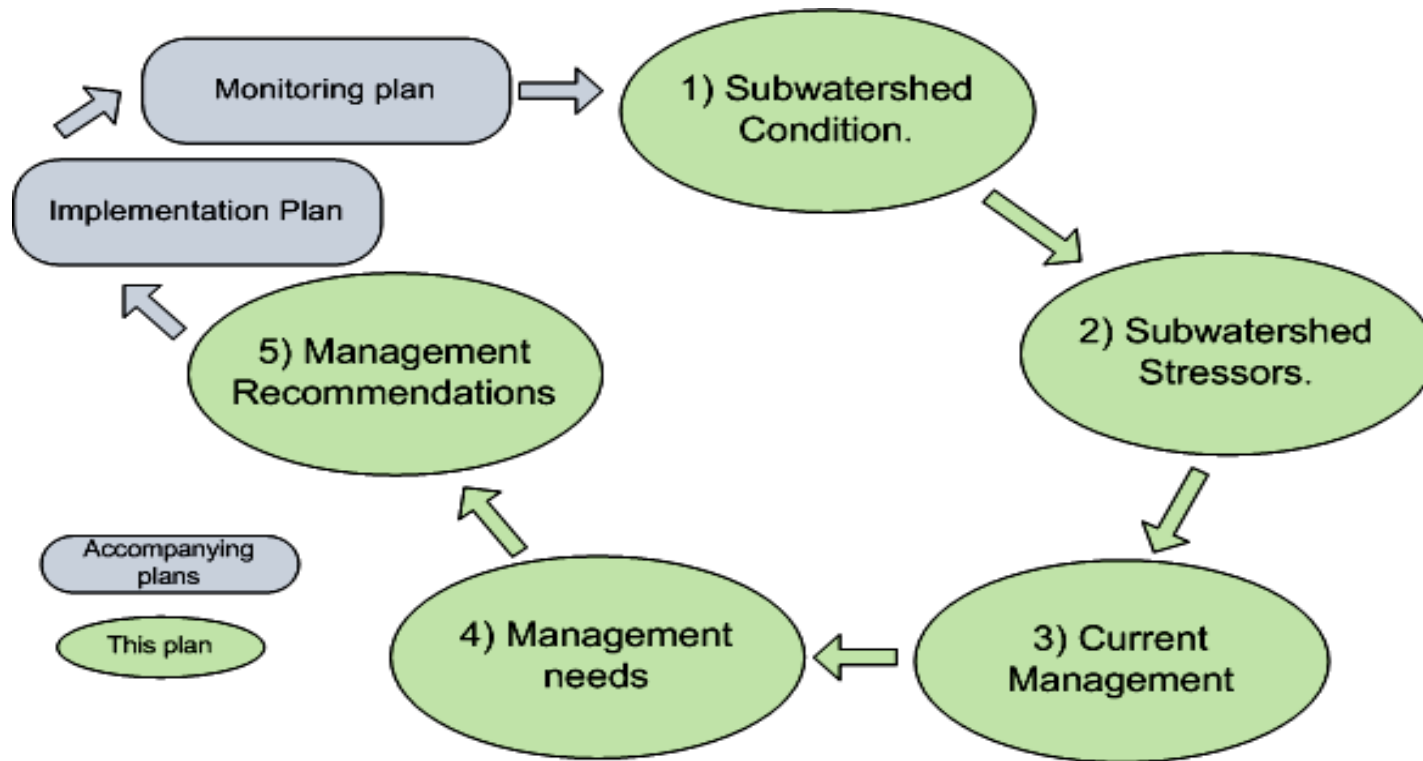 Monitoring plan
1) Subwatershed
Condition.
Implementation Plan
2) Subwatershed
Stressors.
5) Management
Recommendations
Accompanying
plans
This plan
4) Management
needs
3) Current
Management